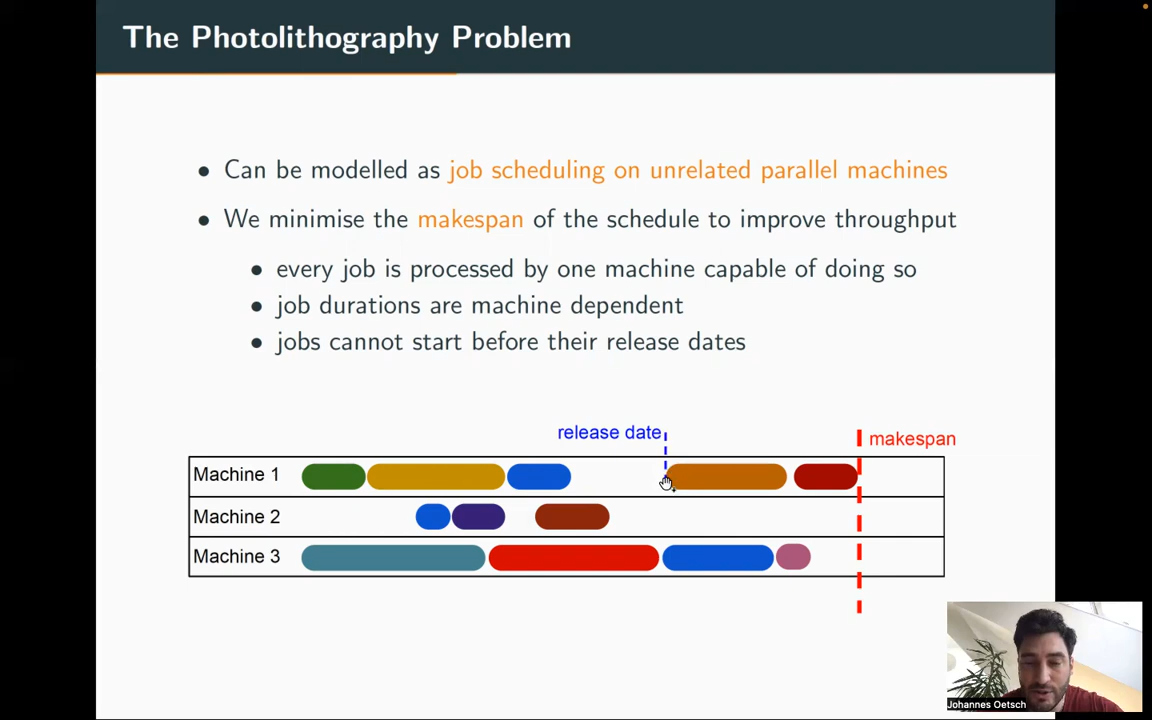 The Photolithography Problem
• Can be modelled as job scheduling on unrelated parallel machines
• We minimise the makespan of the schedule to improve throughput
• every job is processed by one machine capable of doing so
• job durations are machine dependent
• jobs cannot start before their release dates
release date
makespan
Machine 1
Machine 2
Machine 3
Johannes Oetsch